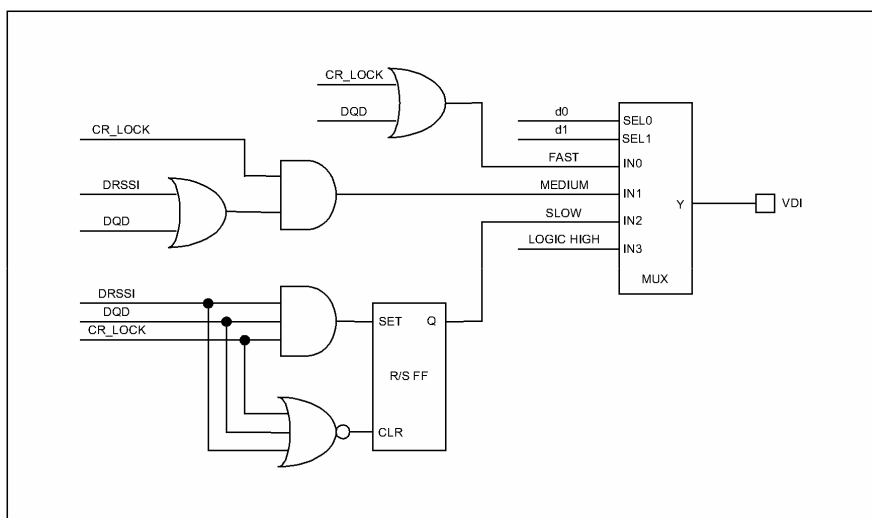 CR_LOCK
DQD
CR_LOCK
d0
d1
SEL0
SEL1
FAST
IN0
DRSSI
MEDIUM
IN1
DQD
SLOW
IN2
Y
VDI
LOGIC HIGH
IN3
MUX
DRSSI
DQD
CR_LOCK
SET
Q
R/S FF
CLR